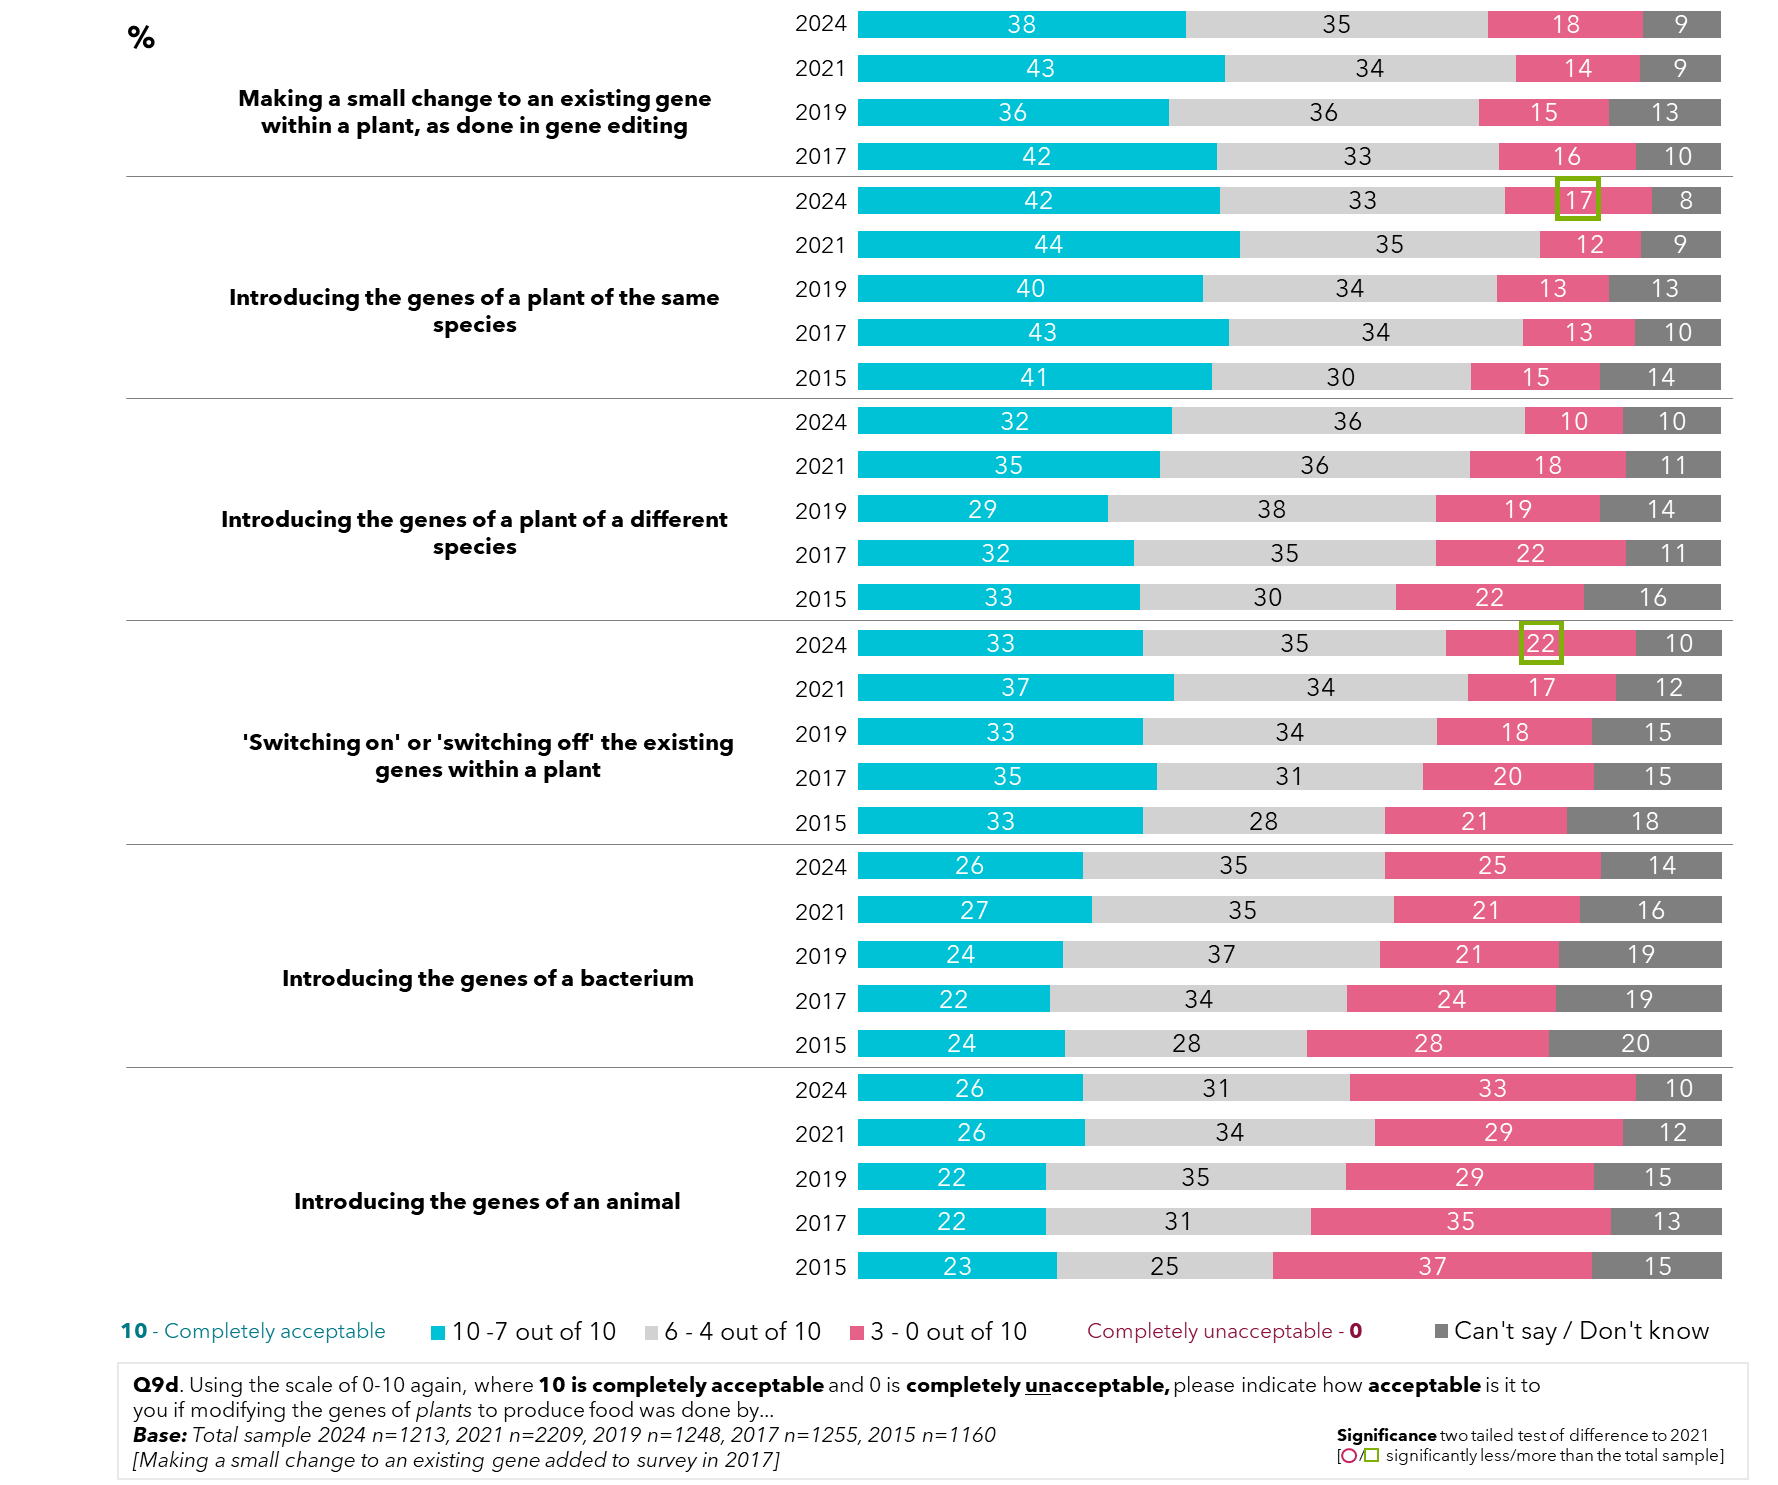 %
2024 38 35 18 9
2021 43 34 14 9
Making a small change to an existing gene
within a plant, as done in gene editing
2019 36 36 15 13
2017 42 33 16 10
2024 42 33 17 8
2021 44 35 12 9
2019 40 34 13 13
Introducing the genes of a plant of the same
species
2017 43 34 13 10
2015 41 30 15 14
2024 32 36 10 10
2021 35 36 18 11
2019 29 38 19 14
Introducing the genes of a plant of a different
species
2017 32 35 22 11
2015 33 30 22 16
2024 33 35 22 10
2021 37 34 17 12
2019 33 34 18 15
'Switching on' or 'switching off' the existing
genes within a plant
2017 35 31 20 15
2015 33 28 21 18
2024 26 35 25 14
2021 27 35 21 16
2019 24 37 21 19
Introducing the genes of a bacterium
2017 22 34 24 19
2015 24 28 28 20
2024 26 31 33 10
2021 26 34 29 12
2019 22 35 29 15
Introducing the genes of an animal
2017 22 31 35 13
2015 23 25 37 15
10 - Completely acceptable 10 -7 out of 10 6 - 4 out of 10 3 - 0 out of 10 Completely unacceptable - 0 Can't say / Don't know
Q9d. Using the scale of 0-10 again, where 10 is completely acceptable and 0 is completely unacceptable, please indicate how acceptable is it to
you if modifying the genes of plants to produce food was done by...
Base: Total sample 2024 n=1213, 2021 n=2209, 2019 n=1248, 2017 n=1255, 2015 n=1160
[Making a small change to an existing gene added to survey in 2017]
Significance two tailed test of difference to 2021
[O/□ significantly less/more than the total sample]